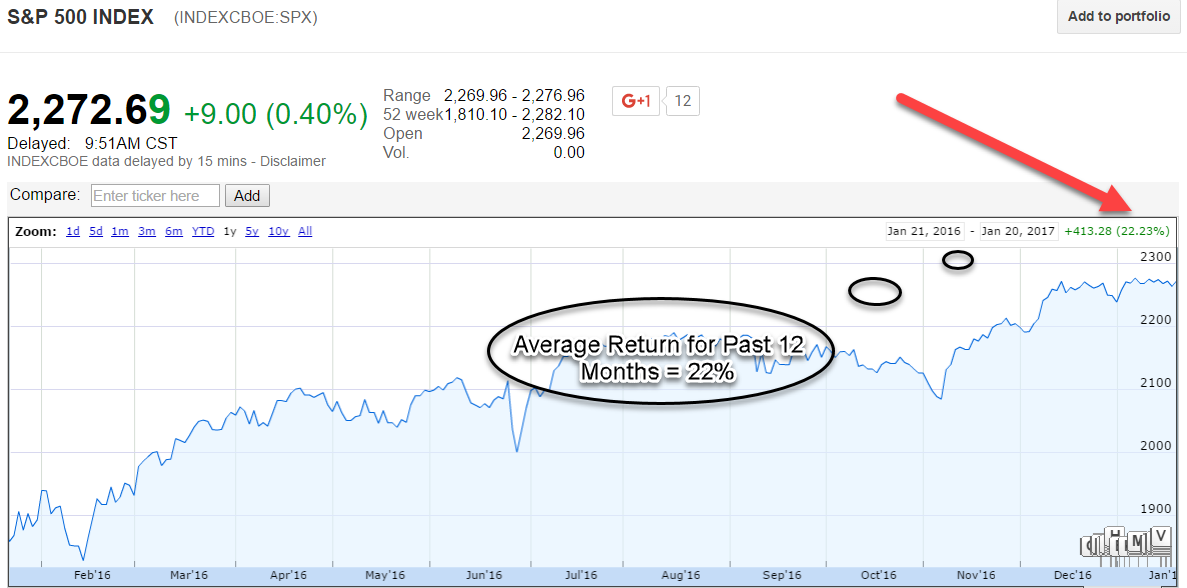 S&P 500 INDEX (INDEXCBOE:SPX)
Add to portfolio
2,272.69 +9.00 (0.40%)
Delayed: 9:51AM CST
INDEXCBOE data delayed by 15 mins - Disclaimer
Range 2,269.96 - 2,276.96
52 week 1,810.10 - 2,282.10
Open 2,269.96
Vol. 0.00
G+1 12
Compare: Enter ticker here Add
Zoom: 1d 5d 1m 3m 6m YTD 1y 5y 10y All
Jan 21, 2016 - Jan 20, 2017 +413.28 (22.23%)
2300
2200
2100
2000
1900
Average Return for Past 12
Months = 22%
Feb'16 Mar'16 Apr'16 May'16 Jun'16 Jul'16 Aug'16 Sep'16 Oct'16 Nov'16 Dec'16 Jan'1